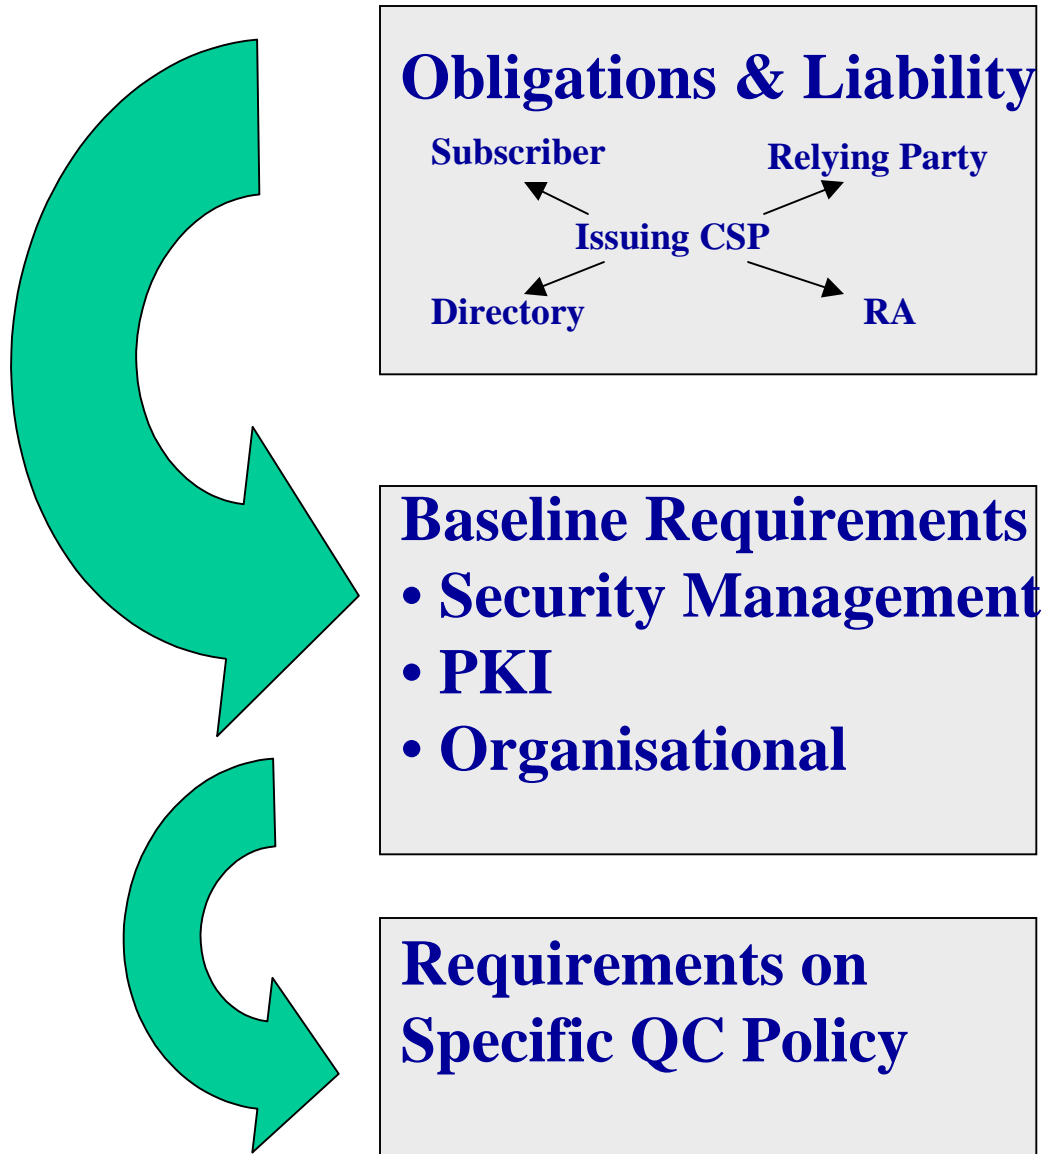 Obligations & Liability
Subscriber Relying Party
Issuing CSP
Directory RA
Baseline Requirements
• Security Management
• PKI
• Organisational
Requirements on
Specific QC Policy